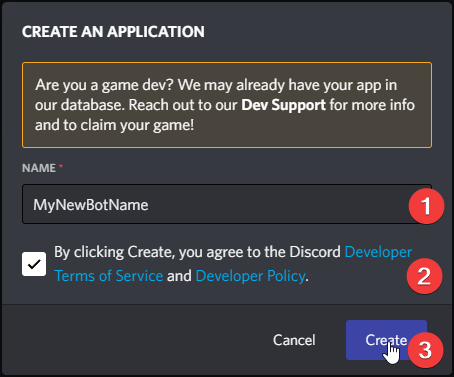 CREATE AN APPLICATION
Are you a game dev? We may already have your app in
our database. Reach out to our Dev Support for more info
and to claim your game!
NAME *
MyNewBotName
1
By clicking Create, you agree to the Discord Developer
Terms of Service and Developer Policy.
2
Cancel
Create
3